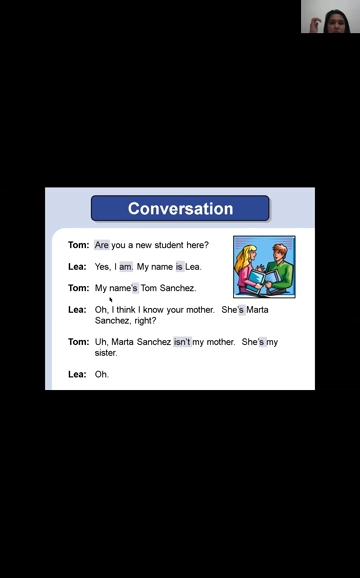 Conversation
Tom: Are you a new student here?
Lea: Yes, I am. My name is Lea.
Tom: My name's Tom Sanchez.
Lea: Oh, I think I know your mother. She's Marta
Sanchez, right?
Tom: Uh, Marta Sanchez isn't my mother. She's my
sister.
Lea: Oh.